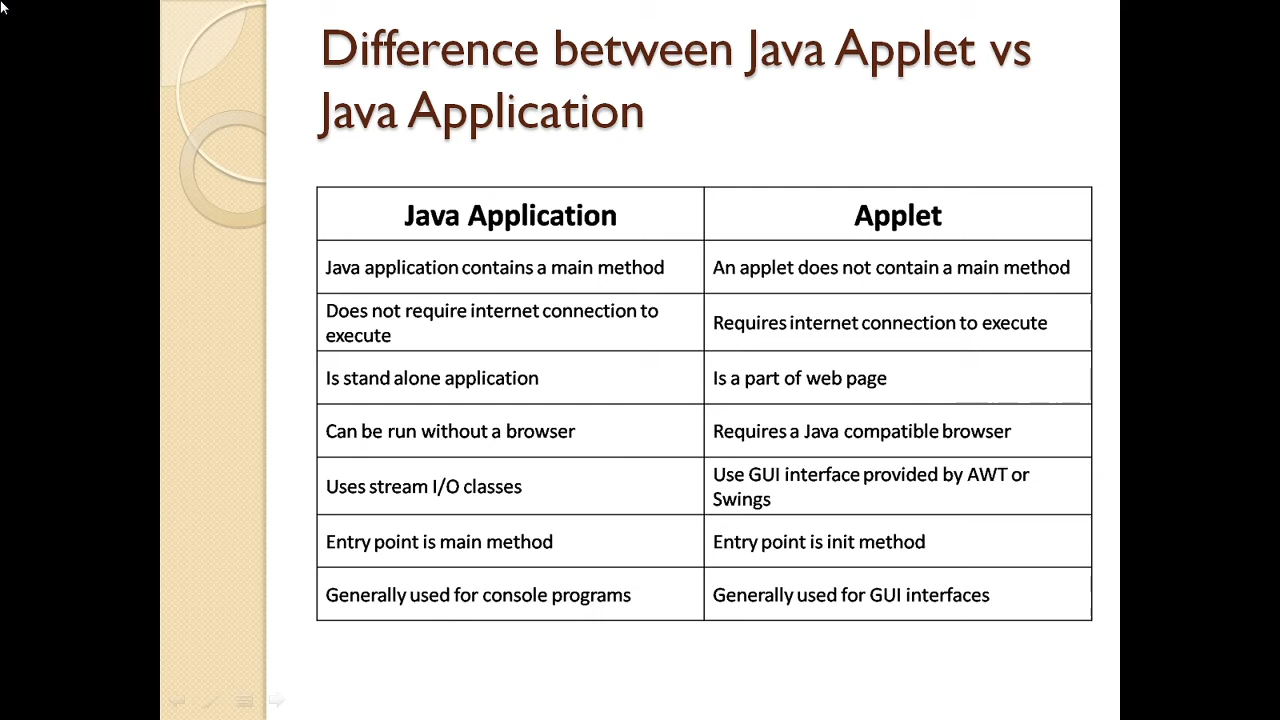 Difference between Java Applet vs
Java Application
Java Application
Applet
Java application contains a main method
An applet does not contain a main method
Does not require internet connection to
execute
Requires internet connection to execute
Is stand alone application
Is a part of web page
Can be run without a browser
Requires a Java compatible browser
Uses stream I/O classes
Use GUI interface provided by AWT or
Swings
Entry point is main method
Entry point is init method
Generally used for console programs
Generally used for GUI interfaces